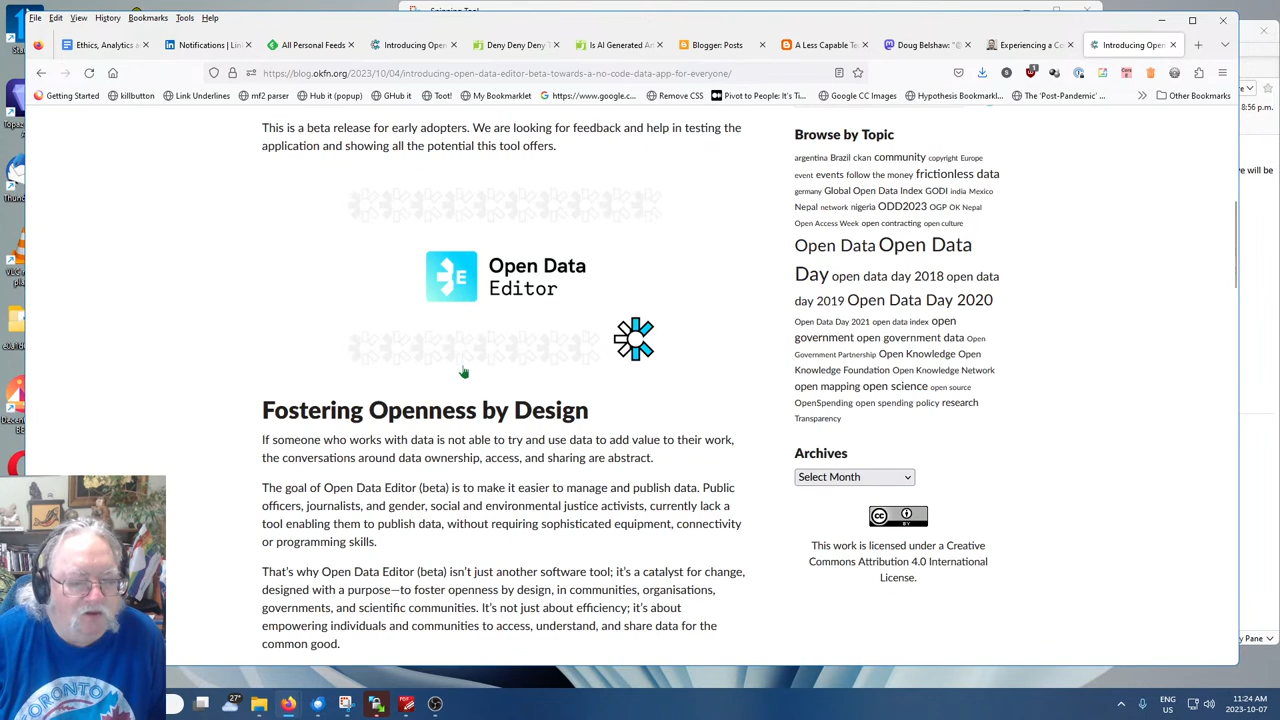 File Edit View History Bookmarks Tools Help
Ethics, Analytics a Notifications | Lin All Personal Feeds Introducing Open Deny Deny Deny Is AI Generated Ar Blogger: Posts A Less Capable Te Doug Belshaw: "@ Experiencing a Co Introducing Open
https://blog.okfn.org/2023/10
/introducing-open-data-editor-beta-towards-a-no-code-data-app-for-everyone/
Getting Started killbutton Link Underlines mf2 parser Hub it (popup) GHub it Toot! My Bookmarklet https://www.google.c... Remove CSS Pivot to People: It's Ti... Google CC Images Hypothesis Bookmarkl... The 'Post-Pandemic' ... Other Bookmarks
8:56 p.m.
This is a beta release for early adopters. We are looking for feedback and help in testing the
application and showing all the potential this tool offers.
E
Open Data
Editor
Fostering Openness by Design
If someone who works with data is not able to try and use data to add value to their work,
the conversations around data ownership, access, and sharing are abstract.
The goal of Open Data Editor (beta) is to make it easier to manage and publish data. Public
officers, journalists, and gender, social and environmental justice activists, currently lack a
tool enabling them to publish data, without requiring sophisticated equipment, connectivity
or programming skills.
That's why Open Data Editor (beta) isn't just another software tool; it's a catalyst for change,
designed with a purpose—to foster openness by design, in communities, organisations,
governments, and scientific communities. It's not just about efficiency; it's about
empowering individuals and communities to access, understand, and share data for the
common good.
Browse by Topic
argentina Brazil ckan community copyright Europe
event events follow the money frictionless data
germany Global Open Data Index GODI india Mexico
Nepal network nigeria ODD2023 OGP OK Nepal
Open Access Week open contracting open culture
Open Data Open Data
Day open data day 2018 open data
day 2019 Open Data Day 2020
Open Data Day 2021 open data index open
government open government data Open
Government Partnership Open Knowledge Open
Knowledge Foundation Open Knowledge Network
open mapping open science open source
OpenSpending open spending policy research
Transparency
Archives
Select Month
CC BY
This work is licensed under a Creative
Commons Attribution 4.0 International
License.
ve will be
y Pane
TORONTO
27°
ENG
US
11:24 AM
2023-10-07